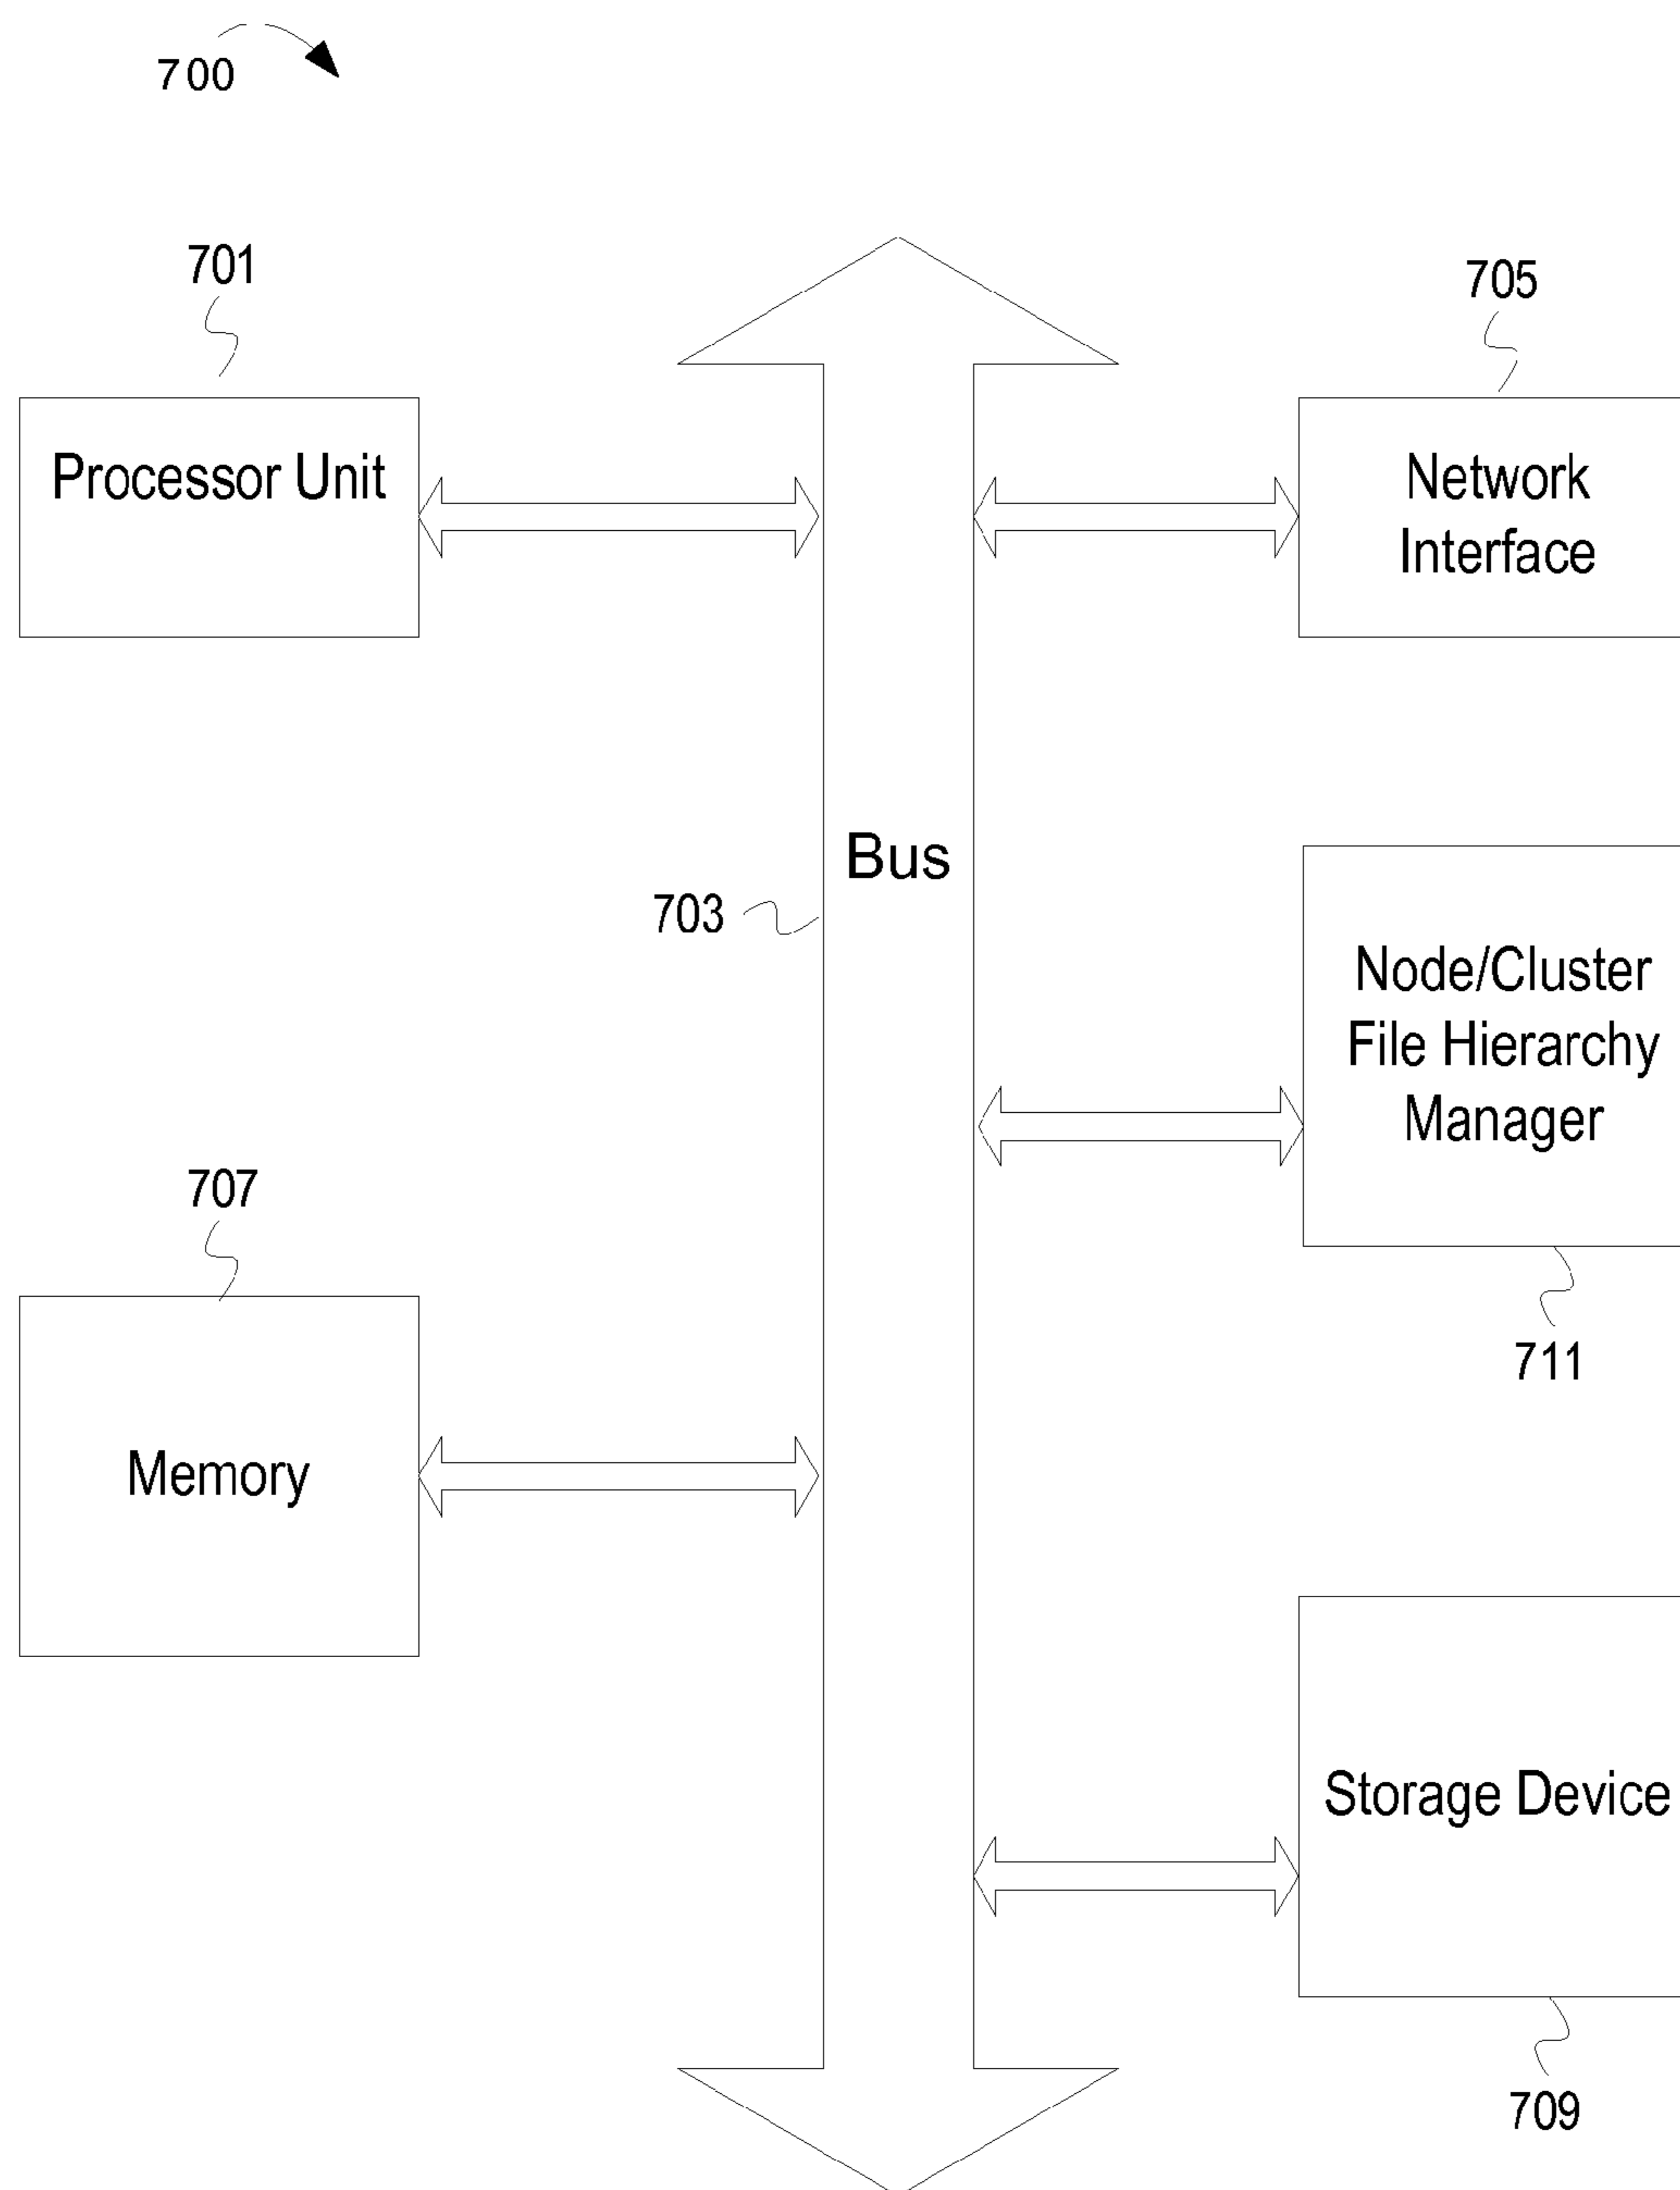 700
701
705
Processor Unit
Network
Interface
Bus
703
Node/Cluster
File Hierarchy
Manager
707
711
Memory
Storage Device
709